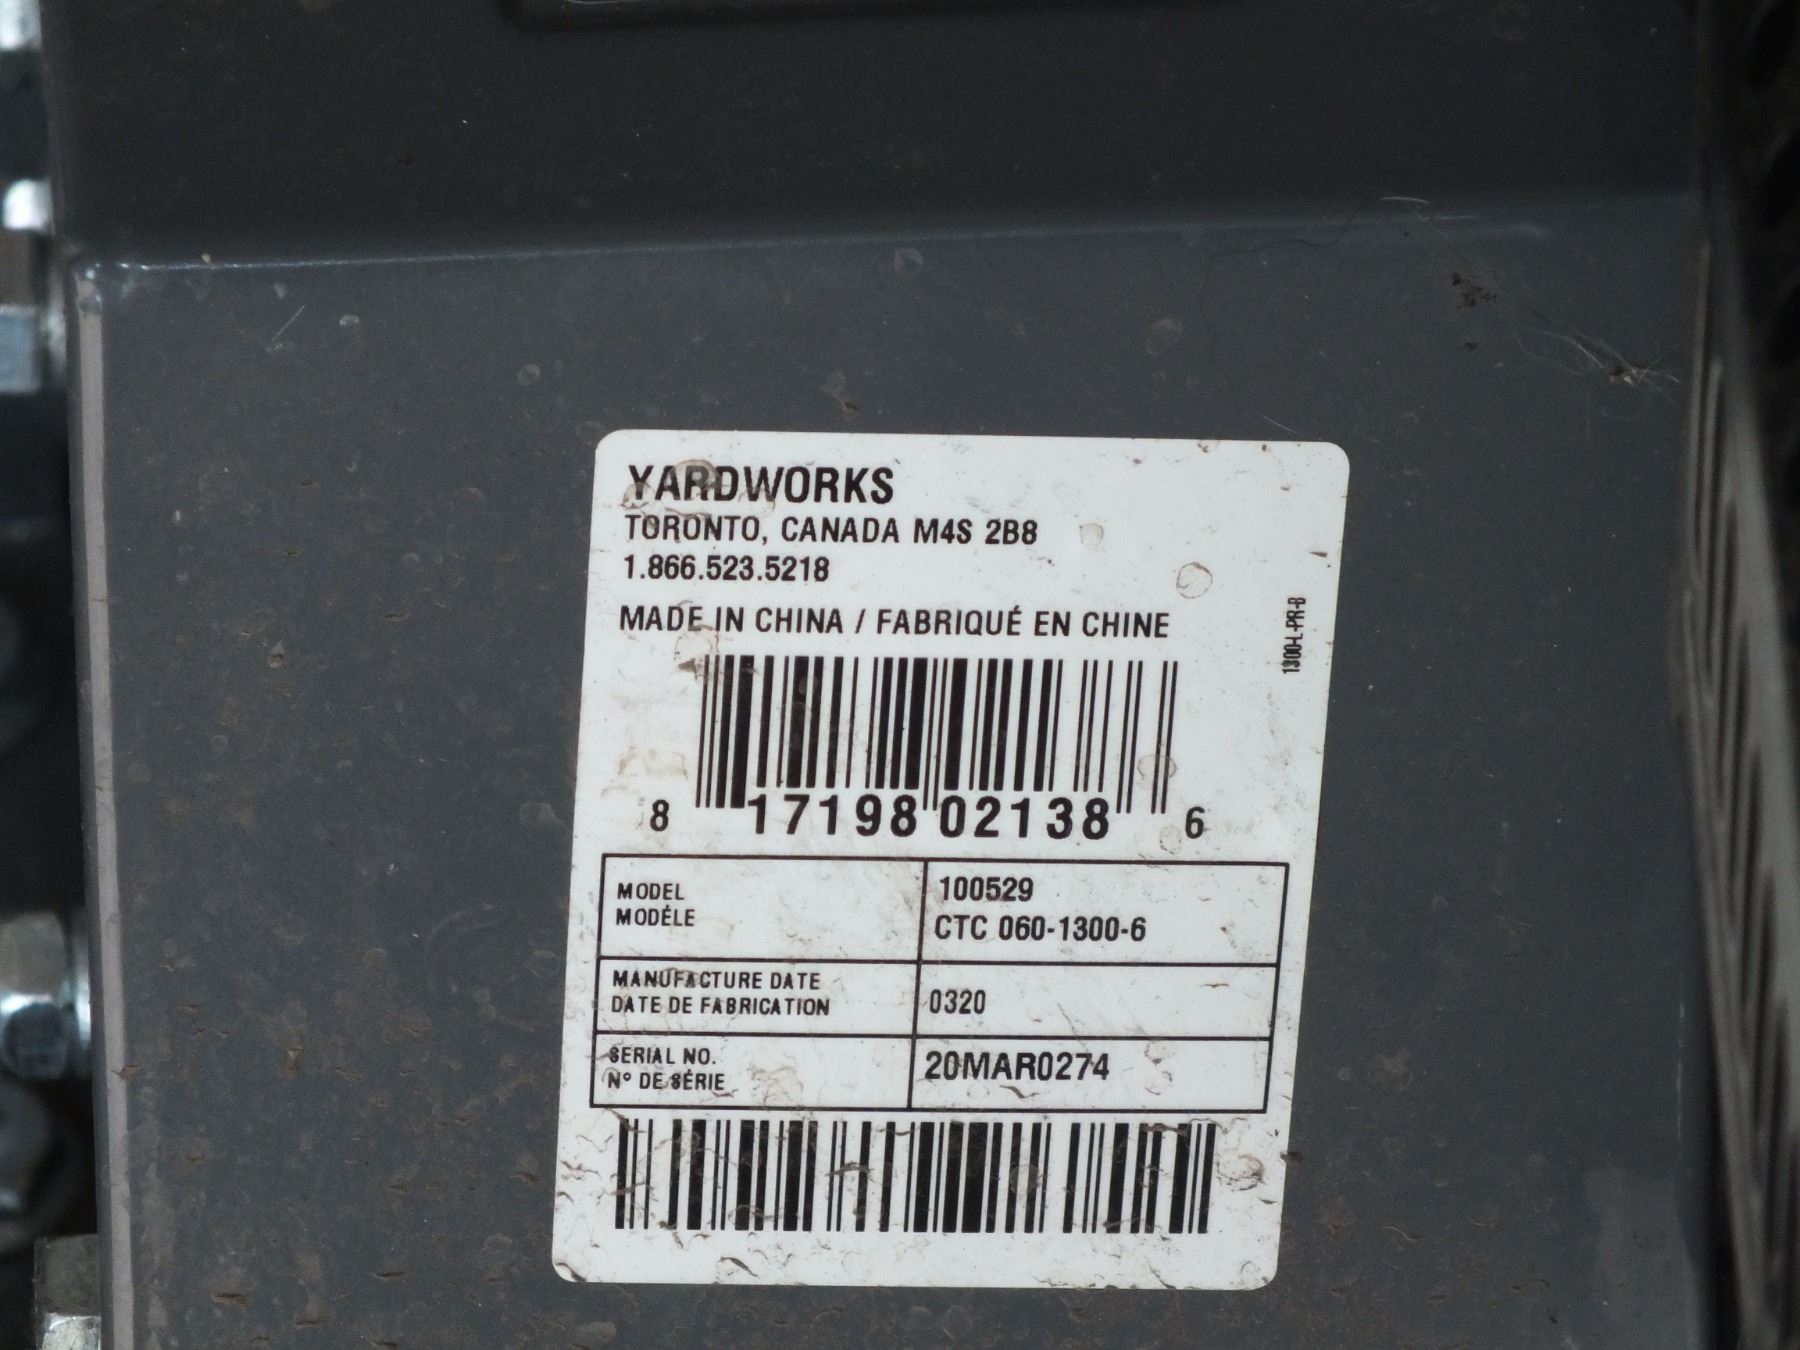 YARDWORKS
TORONTO, CANADA M4S 2B8
1.866.523.5218
MADE IN CHINA / FABRIQUÉ EN CHINE
1300-L-PR-B
8 17198 02138 6
MODEL
MODÉLE
100529
CTC 060-1300-6
MANUFACTURE DATE
DATE DE FABRICATION
0320
SERIAL NO.
N° DE SÉRIE
20MAR0274